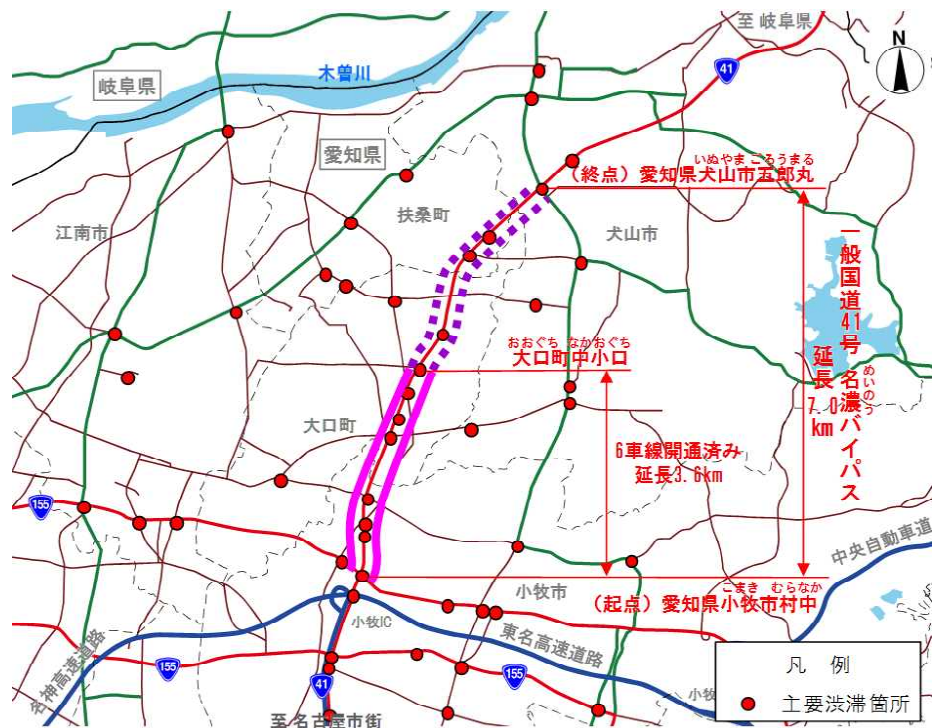 至 岐阜県
N
41
木曽川
岐阜県
愛知県
いぬやま ごろうまる
(終点)愛知県犬山市五郎丸
扶桑町
江南市
犬山市
一般国道41号 名濃バイパス
めいのう
延長7.0km
おおぐち なかおぐち
大口町中小口
大口町
6車線開通済み
延長3.6km
155
中央自動車道
こまき むらなか
(起点)愛知県小牧市村中
小牧市
小牧IC
東名高速道路
名神高速道路
155
155
41
小牧
至 名古屋市街
凡 例
主要渋滞箇所